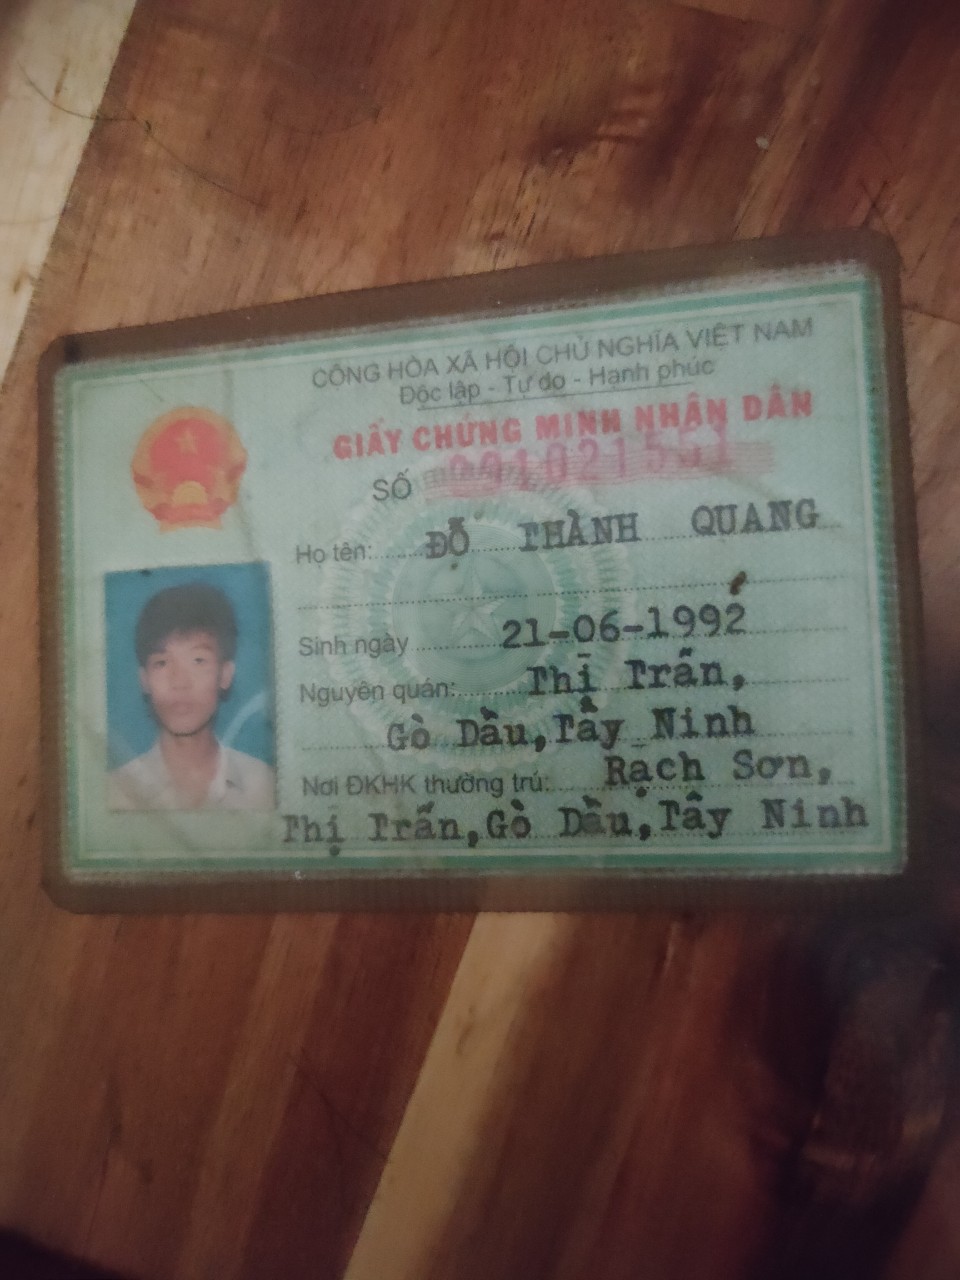 CÔNG HÒA XÃ HỘI CHỦ NGHĨA VIỆT NAM
Độc lập - Tự do - Hạnh phúc
GIẤY CHỨNG MINH NHÂN DÂN
SỐ
Họ tên: ĐỖ THÀNH QUANG
Sinh ngày 21-06-1992
Nguyên quán: Thị Trấn,
Gò Dầu, Tây Ninh
Nơi ĐKHK thường trú: Rạch Sơn,
Thị Trấn, Gò Dầu, Tây Ninh